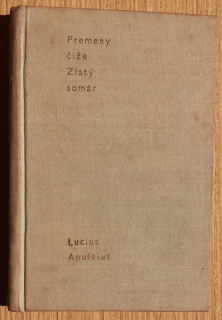 Premeny
čiže
Zlatý
somár
Lucius
Apuleius